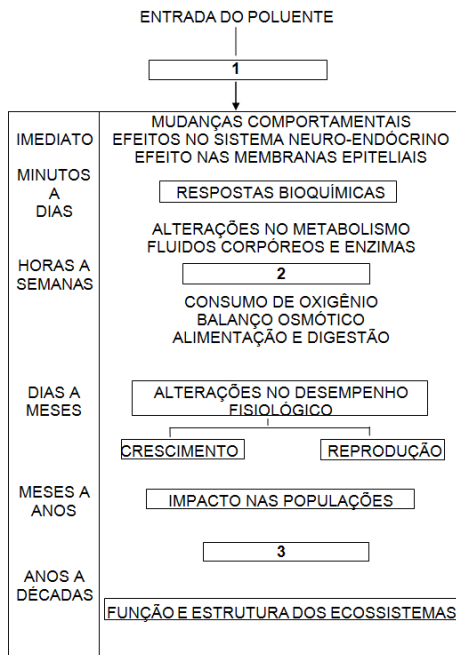 ENTRADA DO POLUENTE
1
MUDANÇAS COMPORTAMENTAIS
IMEDIATO
EFEITOS NO SISTEMA NEURO-ENDÓCRINO
EFEITO NAS MEMBRANAS EPITELIAIS
MINUTOS
A
DIAS
RESPOSTAS BIOQUÍMICAS
ALTERAÇÕES NO METABOLISMO
FLUIDOS CORPÓREOS E ENZIMAS
HORAS A
SEMANAS
2
CONSUMO DE OXIGÊNIO
BALANÇO OSMÓTICO
ALIMENTAÇÃO E DIGESTÃO
DIAS A
MESES
ALTERAÇÕES NO DESEMPENHO
FISIOLÓGICO
CRESCIMENTO
REPRODUÇÃO
MESES A
ANOS
IMPACTO NAS POPULAÇÕES
3
ANOS A
DÉCADAS
FUNÇÃO E ESTRUTURA DOS ECOSSISTEMAS